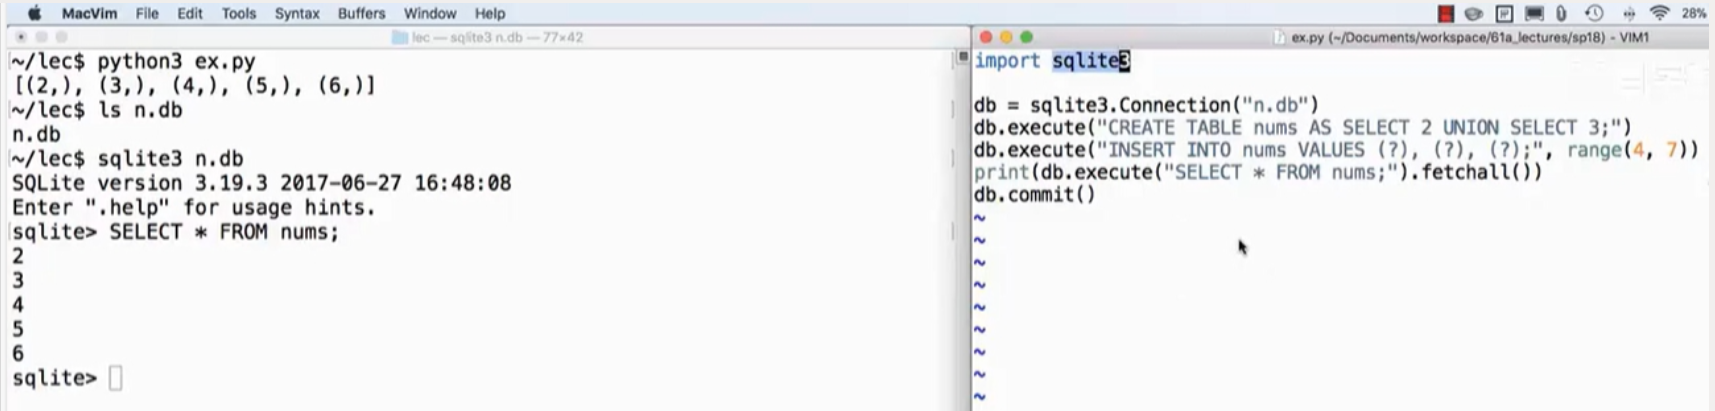 MacVim File Edit Tools Syntax Buffers Window Help 28%
lec — sqlite3 n.db — 77×42
~/lec$ python3 ex.py
[(2,), (3,), (4,), (5,), (6,)]
~/lec$ ls n.db
n.db
~/lec$ sqlite3 n.db
SQLite version 3.19.3 2017-06-27 16:48:08
Enter ".help" for usage hints.
sqlite> SELECT * FROM nums;
2
3
4
5
6
sqlite>
ex.py (~/Documents/workspace/61a_lectures/sp18) - VIM1
import sqlite3
db = sqlite3.Connection("n.db")
db.execute("CREATE TABLE nums AS SELECT 2 UNION SELECT 3;")
db.execute("INSERT INTO nums VALUES (?), (?), (?);", range(4, 7))
print(db.execute("SELECT * FROM nums;").fetchall())
db.commit()
~
~
~
~
~
~
~
~
~